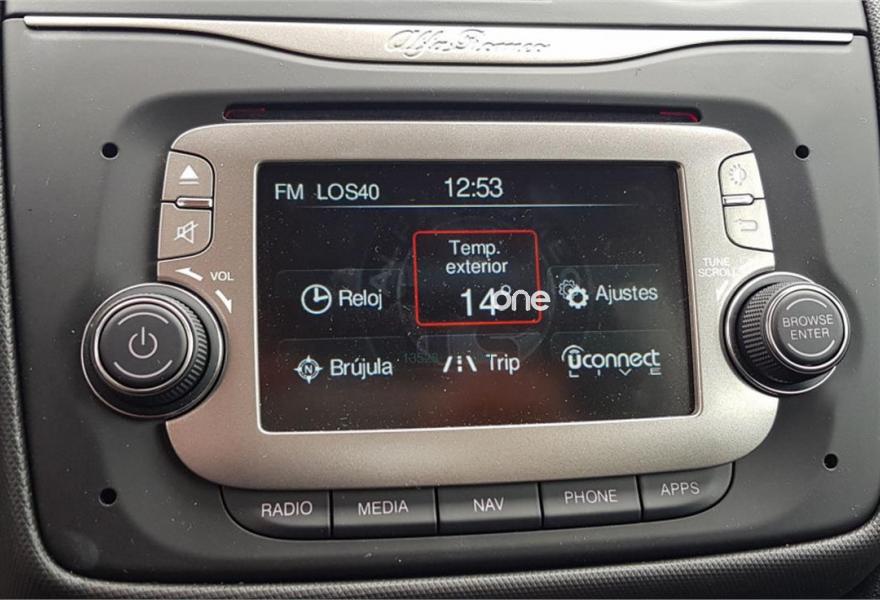 Alfa Romeo
FM LOS40 12:53
Temp.
exterior
14°
one
Reloj
Ajustes
N
Brújula
Trip
uconnect
LIVE
VOL
TUNE
SCROLL
BROWSE
ENTER
RADIO
MEDIA
NAV
PHONE
APPS